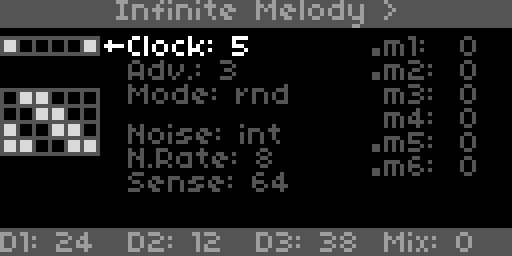 Infinite Melody >
←Clock: 5
Adv.: 3
Mode: rnd
Noise: int
N.Rate: 8
Sense: 64
.m1: 0
.m2: 0
m3: 0
m4: 0
.m5: 0
.m6: 0
D1: 24 D2: 12 D3: 38 Mix: 0